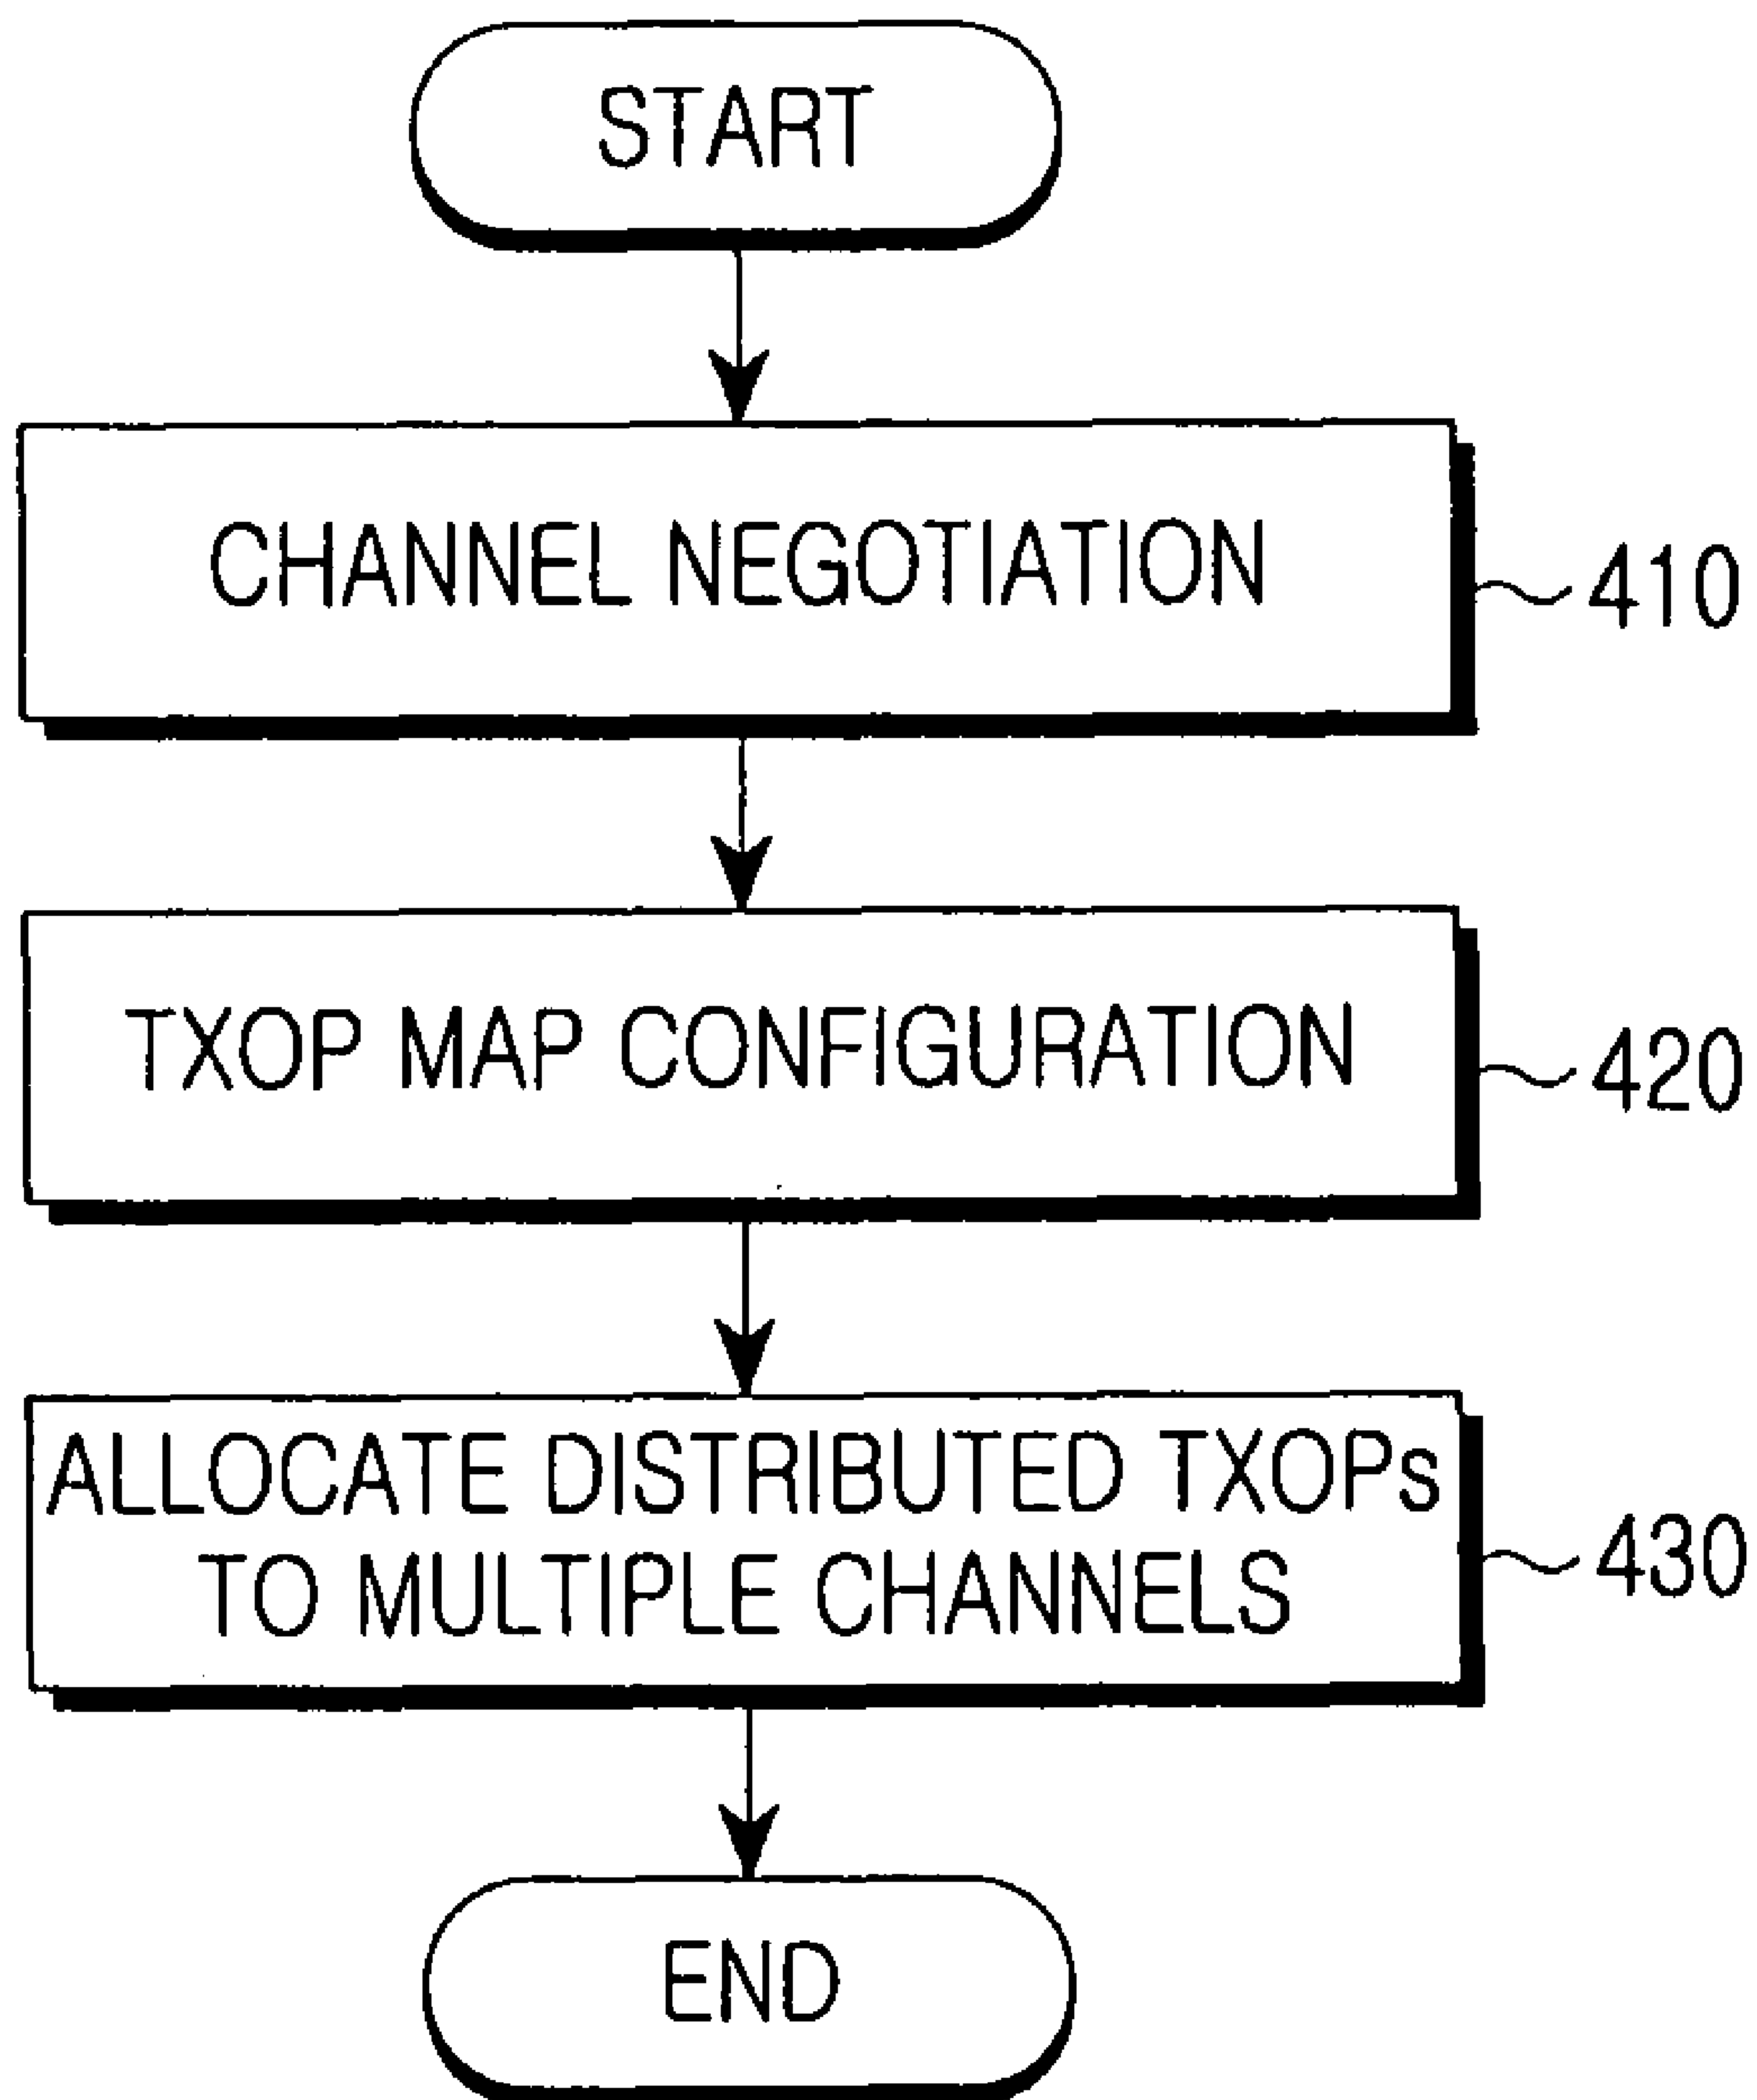 START
CHANNEL NEGOTIATION
410
TXOP MAP CONFIGURATION
420
ALLOCATE DISTRIBUTED TXOPs
TO MULTIPLE CHANNELS
430
END